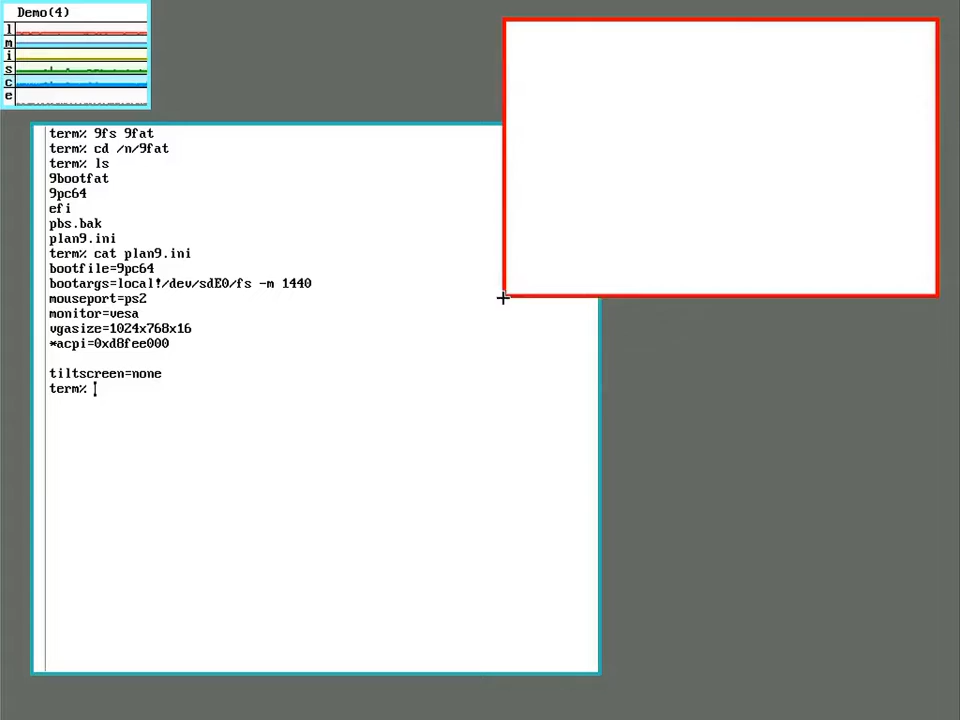 Demo(4)
l
m
i
s
c
e
term% 9fs 9fat
term% cd /n/9fat
term% ls
9bootfat
9pc64
efi
pbs.bak
plan9.ini
term% cat plan9.ini
bootfile=9pc64
bootargs=local!/dev/sdE0/fs -m 1440
mouseport=ps2
monitor=vesa
vgasize=1024x768x16
*acpi=0xd8fee000
tiltscreen=none
term%